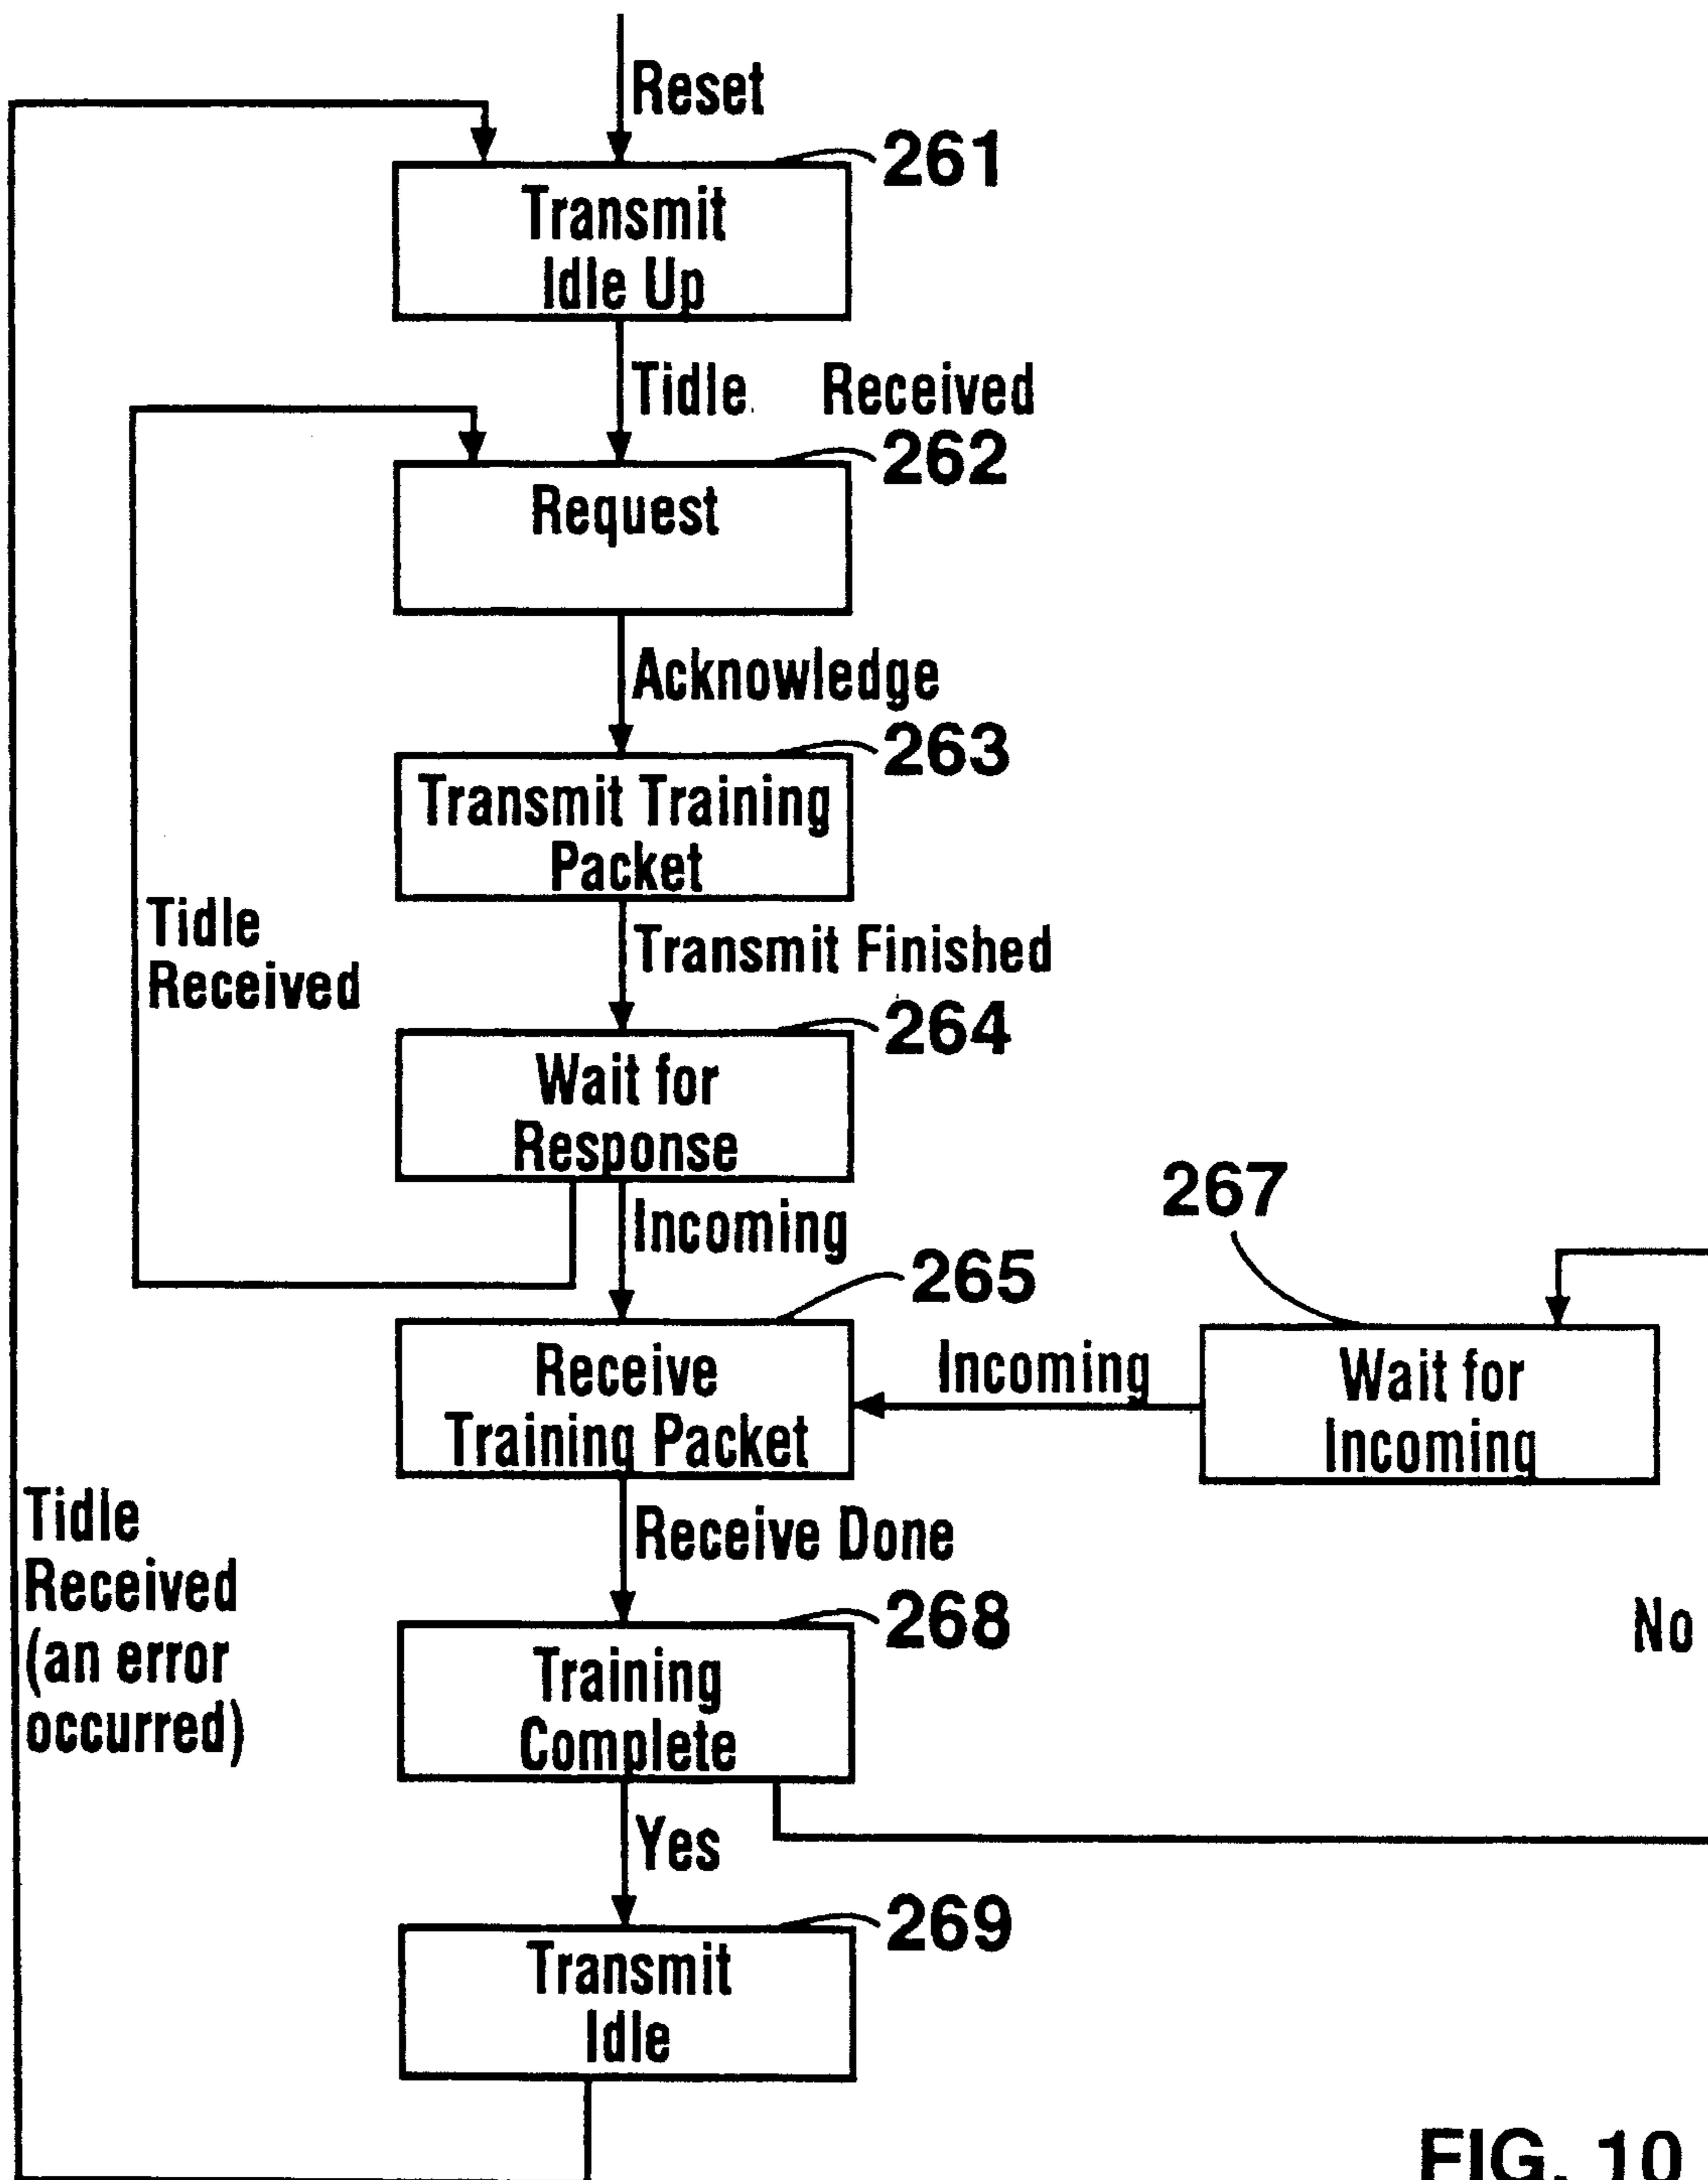 Reset
261
Transmit
Idle Up
Tidle Received
262
Request
Acknowledge
263
Transmit Training
Packet
Transmit Finished
Tidle
Received
264
Wait for
Response
Incoming
267
265
Receive
Training Packet
Incoming
Wait for
Incoming
Receive Done
Tidle
Received
(an error
occurred)
268
No
Training
Complete
Yes
269
Transmit
Idle
FIG. 10